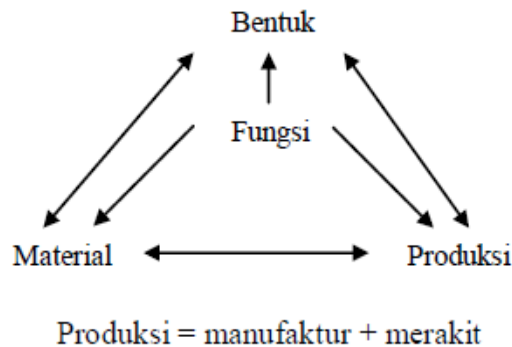 Bentuk
Fungsi
Material
Produksi
Produksi = manufaktur + merakit